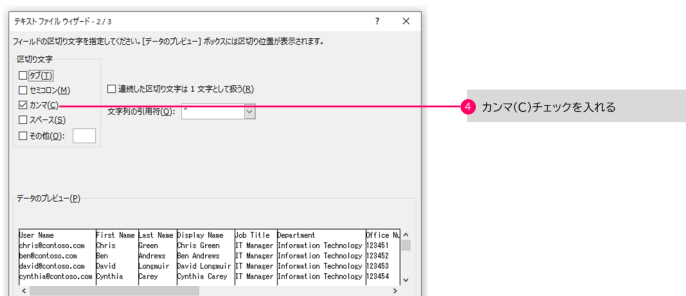 テキスト ファイル ウィザード - 2 / 3
フィールドの区切り文字を指定してください。[データのプレビュー] ボックスには区切り位置が表示されます。
区切り文字
タブ(T)
セミコロン(M)
カンマ(C)
スペース(S)
その他(O):
連続した区切り文字は 1 文字として扱う(R)
文字列の引用符(Q): "
4 カンマ(C)チェックを入れる
データのプレビュー(P)
User Name First Name Last Name Display Name Job Title Department Office Nu
chris@contoso.com Chris Green Chris Green IT Manager Information Technology 123451
ben@contoso.com Ben Andrews Ben Andrews IT Manager Information Technology 123452
david@contoso.com David Longmuir David Longmuir IT Manager Information Technology 123453
cynthia@contoso.com Cynthia Carey Cynthia Carey IT Manager Information Technology 123454